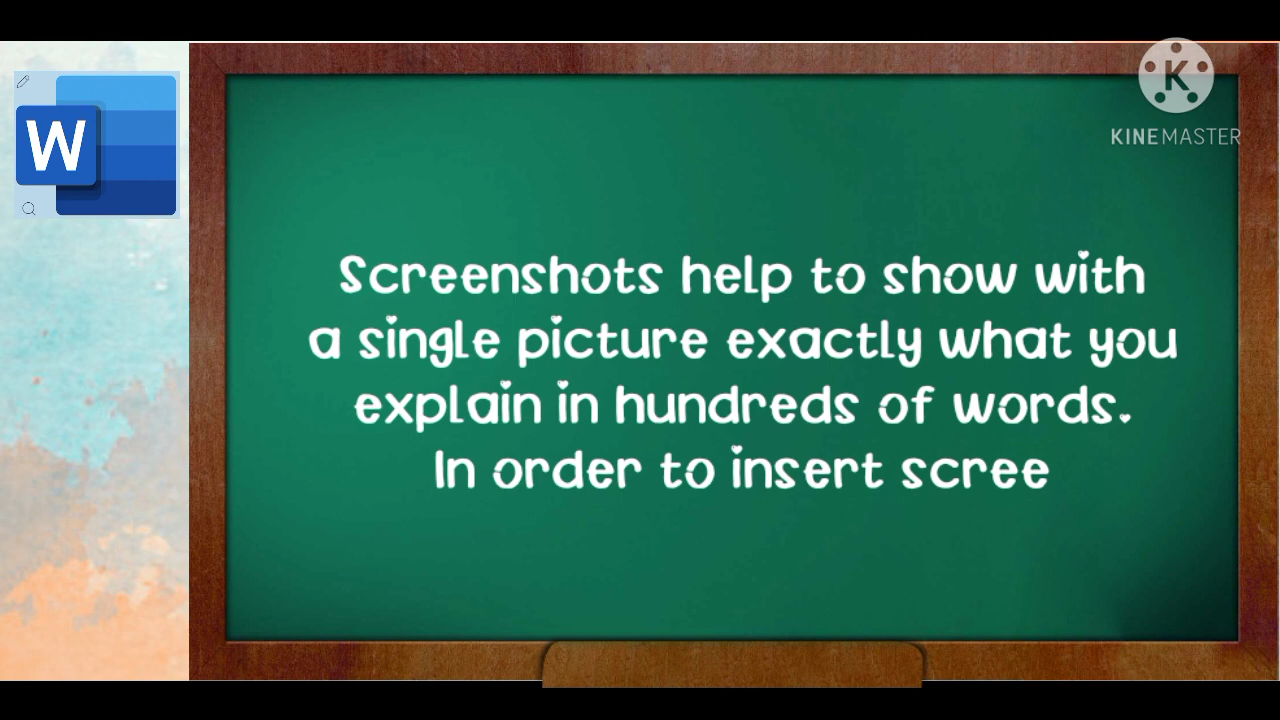 W
K
KINEMASTER
Screenshots help to show with
a single picture exactly what you
explain in hundreds of words.
In order to insert scree